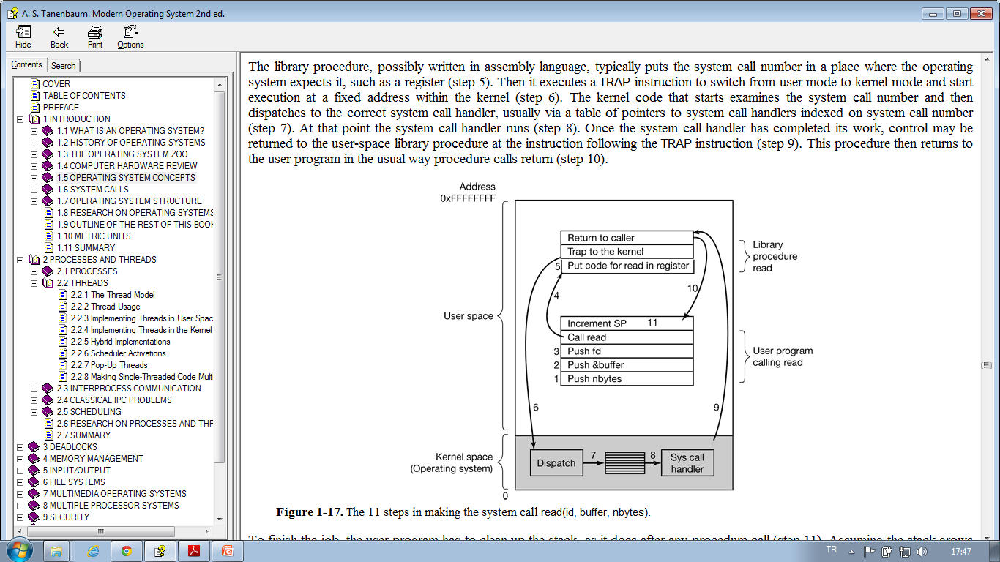 A. S. Tanenbaum. Modern Operating System 2nd ed.
Hide Back Print Options
Contents Search
COVER
TABLE OF CONTENTS
PREFACE
1 INTRODUCTION
1.1 WHAT IS AN OPERATING SYSTEM?
1.2 HISTORY OF OPERATING SYSTEMS
1.3 THE OPERATING SYSTEM ZOO
1.4 COMPUTER HARDWARE REVIEW
1.5 OPERATING SYSTEM CONCEPTS
1.6 SYSTEM CALLS
1.7 OPERATING SYSTEM STRUCTURE
1.8 RESEARCH ON OPERATING SYSTEMS
1.9 OUTLINE OF THE REST OF THIS BOO
1.10 METRIC UNITS
1.11 SUMMARY
2 PROCESSES AND THREADS
2.1 PROCESSES
2.2 THREADS
2.2.1 The Thread Model
2.2.2 Thread Usage
2.2.3 Implementing Threads in User Spac
2.2.4 Implementing Threads in the Kernel
2.2.5 Hybrid Implementations
2.2.6 Scheduler Activations
2.2.7 Pop-Up Threads
2.2.8 Making Single-Threaded Code Mult
2.3 INTERPROCESS COMMUNICATION
2.4 CLASSICAL IPC PROBLEMS
2.5 SCHEDULING
2.6 RESEARCH ON PROCESSES AND THR
2.7 SUMMARY
3 DEADLOCKS
4 MEMORY MANAGEMENT
5 INPUT/OUTPUT
6 FILE SYSTEMS
7 MULTIMEDIA OPERATING SYSTEMS
8 MULTIPLE PROCESSOR SYSTEMS
9 SECURITY
The library procedure, possibly written in assembly language, typically puts the system call number in a place where the operating
system expects it, such as a register (step 5). Then it executes a TRAP instruction to switch from user mode to kernel mode and start
execution at a fixed address within the kernel (step 6). The kernel code that starts examines the system call number and then
dispatches to the correct system call handler, usually via a table of pointers to system call handlers indexed on system call number
(step 7). At that point the system call handler runs (step 8). Once the system call handler has completed its work, control may be
returned to the user-space library procedure at the instruction following the TRAP instruction (step 9). This procedure then returns to
the user program in the usual way procedure calls return (step 10).
Address
0xFFFFFFFF
Return to caller
Trap to the kernel
5 Put code for read in register
Library
procedure
read
4
10
User space
Increment SP 11
Call read
3 Push fd
2 Push &buffer
1 Push nbytes
User program
calling read
6
9
Kernel space
(Operating system)
Dispatch
7
8
Sys call
handler
0
Figure 1-17. The 11 steps in making the system call read(id, buffer, nbytes).
To finish the job, the user program has to clean up the stack, as it does after any procedure call (step 11). Assuming the stack grows
TR
17:47